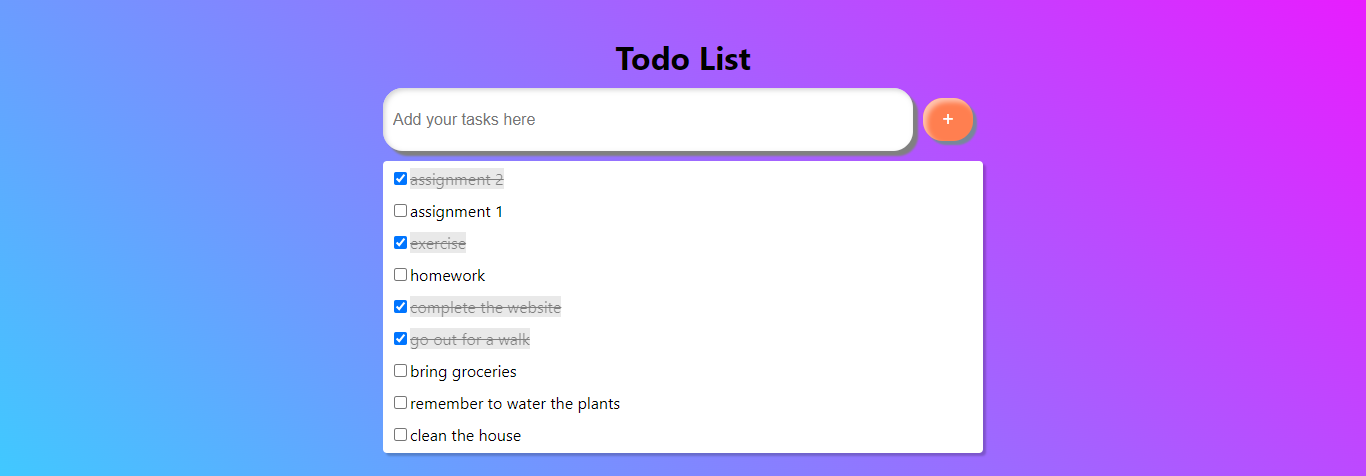 Todo List
Add your tasks here
+
assignment 2
assignment 1
exercise
homework
complete the website
go out for a walk
bring groceries
remember to water the plants
clean the house